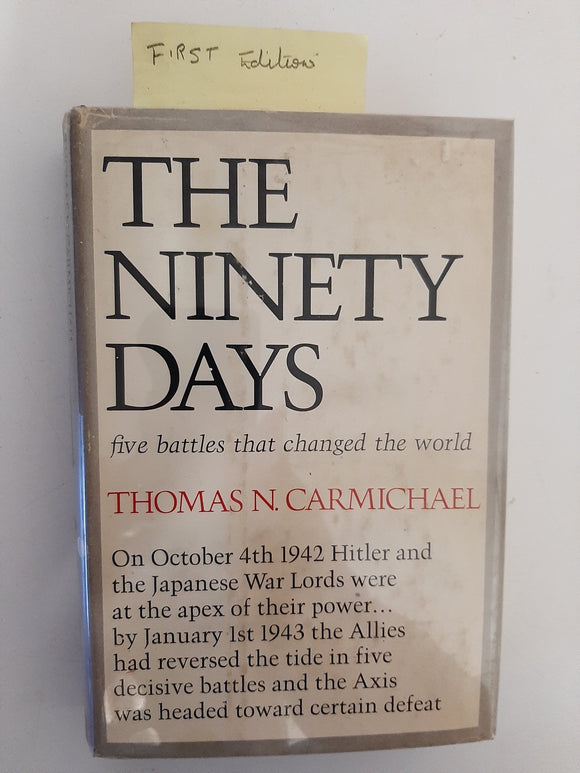 FIRST Edition
THE
NINETY
DAYS
five battles that changed the world
THOMAS N. CARMICHAEL
On October 4th 1942 Hitler and
the Japanese War Lords were
at the apex of their power...
by January 1st 1943 the Allies
had reversed the tide in five
decisive battles and the Axis
was headed toward certain defeat